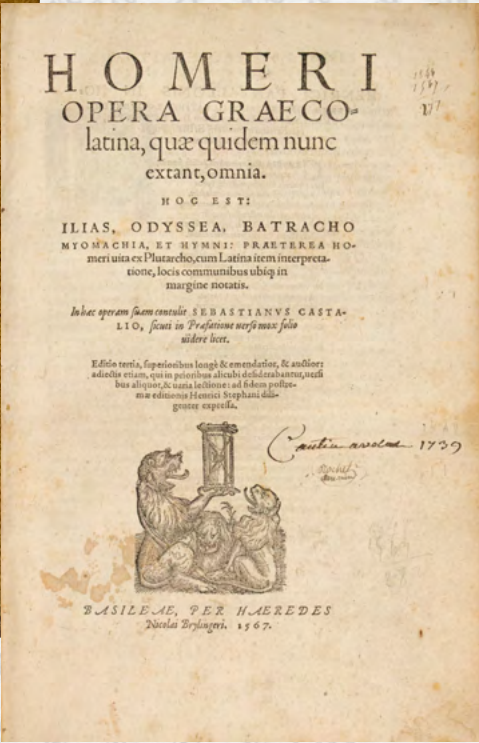 HOMERI
OPERA GRAECO-
latina, quæ quidem nunc
extant, omnia.
HOC EST:
ILIAS, ODYSSEA, BATRACHO
MYOMACHIA, ET HYMNI: PRAETEREA HO-
meri uita ex Plutarcho, cum Latina item interpreta-
tione, locis communibus ubiq; in
margine notatis.
In hæc operam suam contulit SEBASTIANVS CASTA-
LIO, sicuti in Præfatione uersô mox folio
uidere licet.
Editio tertia, superioribus longè & emendatior, & auctior:
adiectis etiam, qui in prioribus alicubi desiderabantur, uersi
bus aliquot, & uaria lectione: ad fidem postre-
mæ editionis Henrici Stephani dili-
genter expressa.
1739
BASILEAE, PER HAEREDES
Nicolai Brylingeri. 1567.